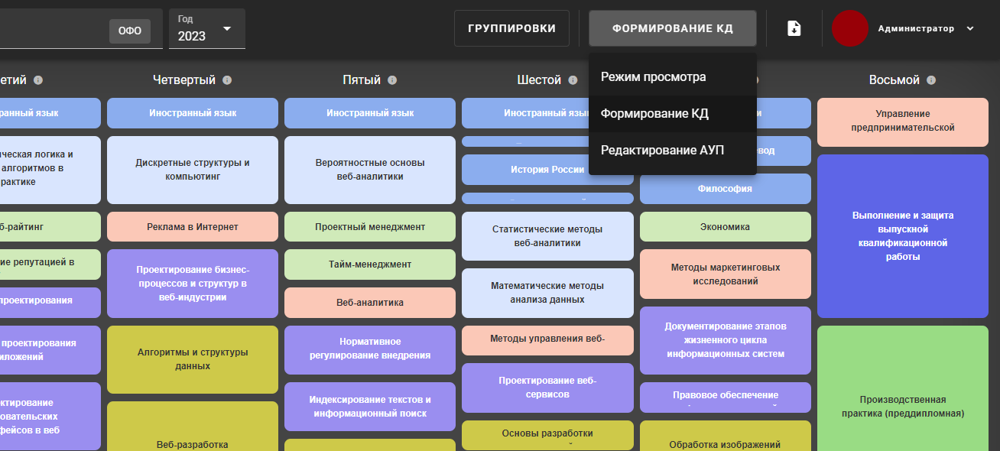 ОФО
Год
2023
ГРУППИРОВКИ
ФОРМИРОВАНИЕ КД
Администратор
Режим просмотра
Формирование КД
Редактирование АУП
етий
ранный язык
ическая логика и
алгоритмов в
рактике
б-райтинг
ие репутацией в
проектирования
проектирования
иложений
ктирование
овательских
фейсов в веб
Четвертый
Иностранный язык
Дискретные структуры и
компьютинг
Реклама в Интернет
Проектирование бизнес-
процессов и структур в
веб-индустрии
Алгоритмы и структуры
данных
Веб-разработка
Пятый
Иностранный язык
Вероятностные основы
веб-аналитики
Проектный менеджмент
Тайм-менеджмент
Веб-аналитика
Нормативное
регулирование внедрения
Индексирование текстов и
информационный поиск
Шестой
Иностранный язы
История России
Статистические методы
веб-аналитики
Математические методы
анализа данных
Методы управления веб-
Проектирование веб-
сервисов
Основы разработки
и
вод
Философия
Экономика
Методы маркетинговых
исследований
Документирование этапов
жизненного цикла
информационных систем
Правовое обеспечение
Обработка изображений
Восьмой
Управление
предпринимательской
Выполнение и защита
выпускной
квалификационной
работы
Производственная
практика (преддипломная)